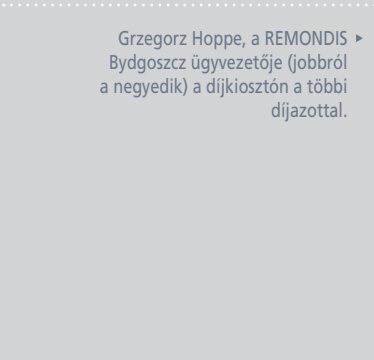 Grzegorz Hoppe, a REMONDIS ▸
Bydgoszcz ügyvezetője (jobbról
a negyedik) a díjkiosztón a többi
díjazottal.